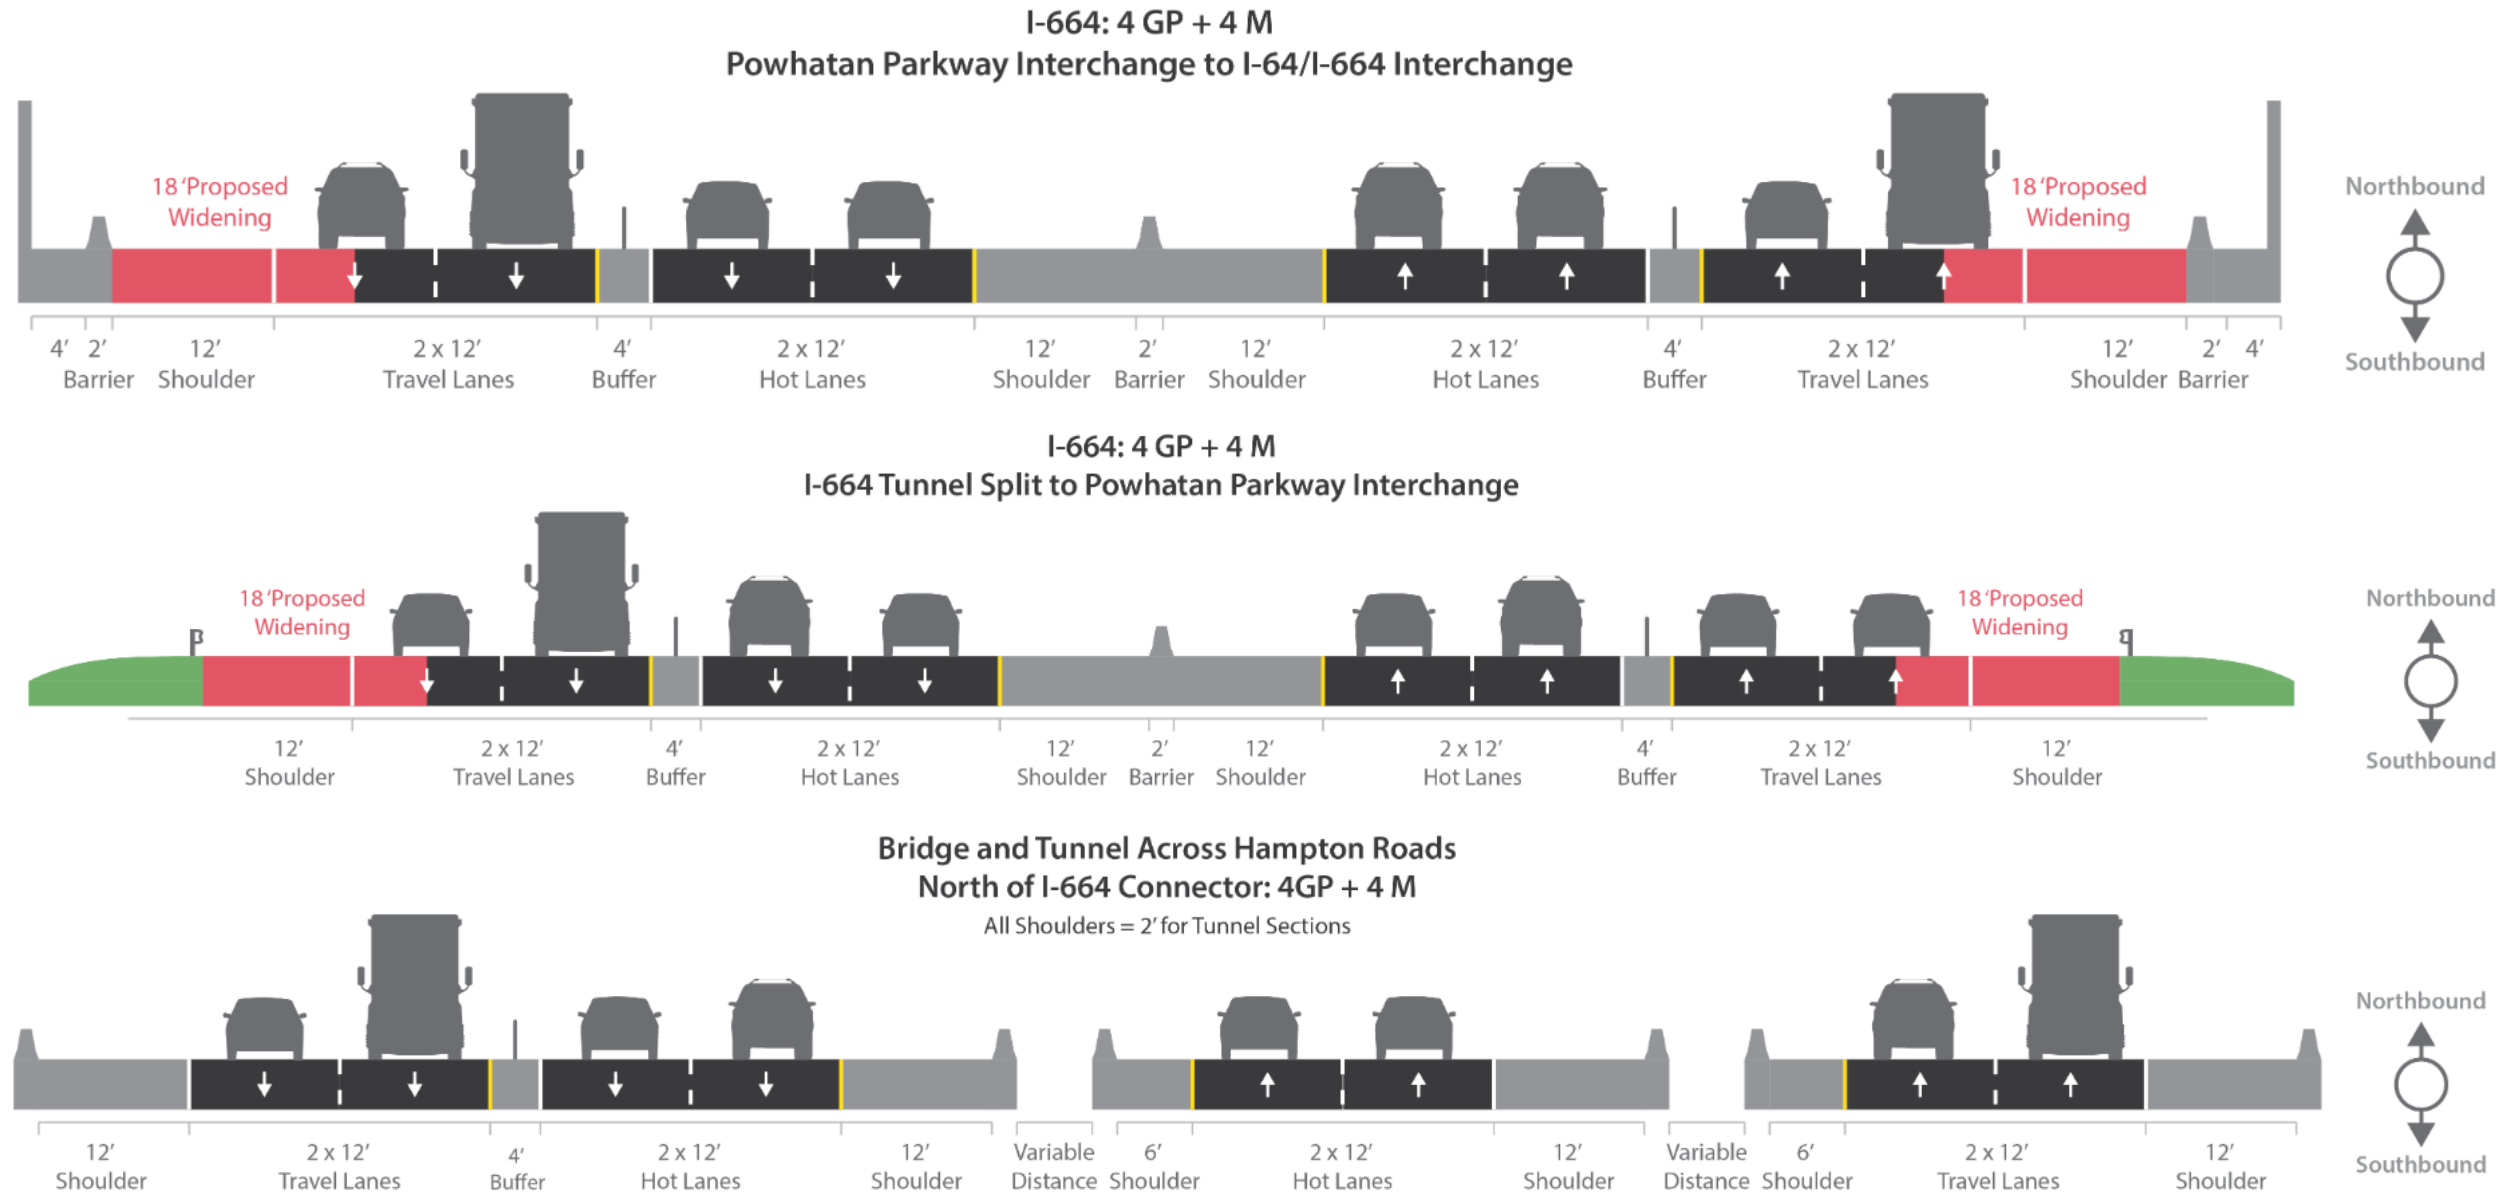 I-664: 4 GP + 4 M
Powhatan Parkway Interchange to I-64/I-664 Interchange
18 ‘Proposed
Widening
18 ‘Proposed
Widening
Northbound
Southbound
4’ 2’ 12’ 2 x 12’ 4’ 2 x 12’ 12’ 2’ 12’ 2 x 12’ 4’ 2 x 12’ 12’ 2’ 4’
Barrier Shoulder Travel Lanes Buffer Hot Lanes Shoulder Barrier Shoulder Hot Lanes Buffer Travel Lanes Shoulder Barrier
I-664: 4 GP + 4 M
I-664 Tunnel Split to Powhatan Parkway Interchange
18 ‘Proposed
Widening
18 ‘Proposed
Widening
Northbound
Southbound
12’ 2 x 12’ 4’ 2 x 12’ 12’ 2’ 12’ 2 x 12’ 4’ 2 x 12’ 12’
Shoulder Travel Lanes Buffer Hot Lanes Shoulder Barrier Shoulder Hot Lanes Buffer Travel Lanes Shoulder
Bridge and Tunnel Across Hampton Roads
North of I-664 Connector: 4GP + 4 M
All Shoulders = 2’ for Tunnel Sections
Northbound
Southbound
12’ 2 x 12’ 4’ 2 x 12’ 12’ Variable 6’ 2 x 12’ 12’ Variable 6’ 2 x 12’ 12’
Shoulder Travel Lanes Buffer Hot Lanes Shoulder Distance Shoulder Hot Lanes Shoulder Distance Shoulder Travel Lanes Shoulder